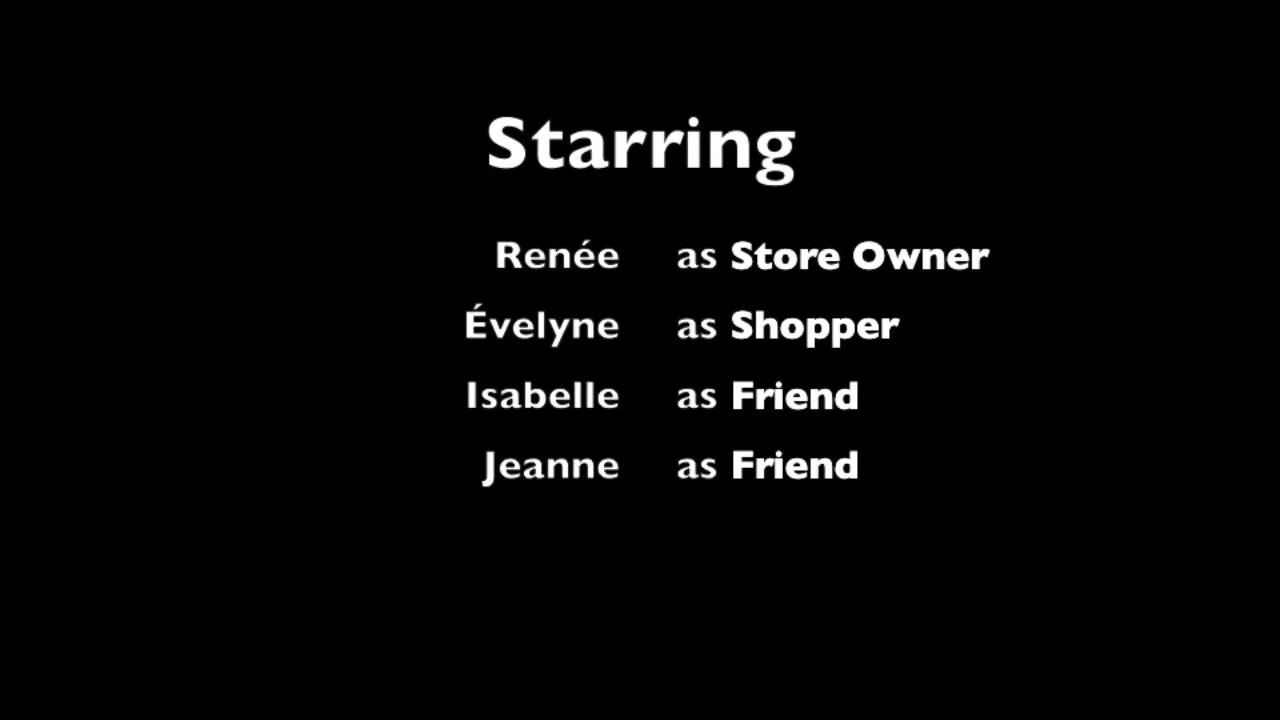 Starring
Renée as Store Owner
Évelyne as Shopper
Isabelle as Friend
Jeanne as Friend